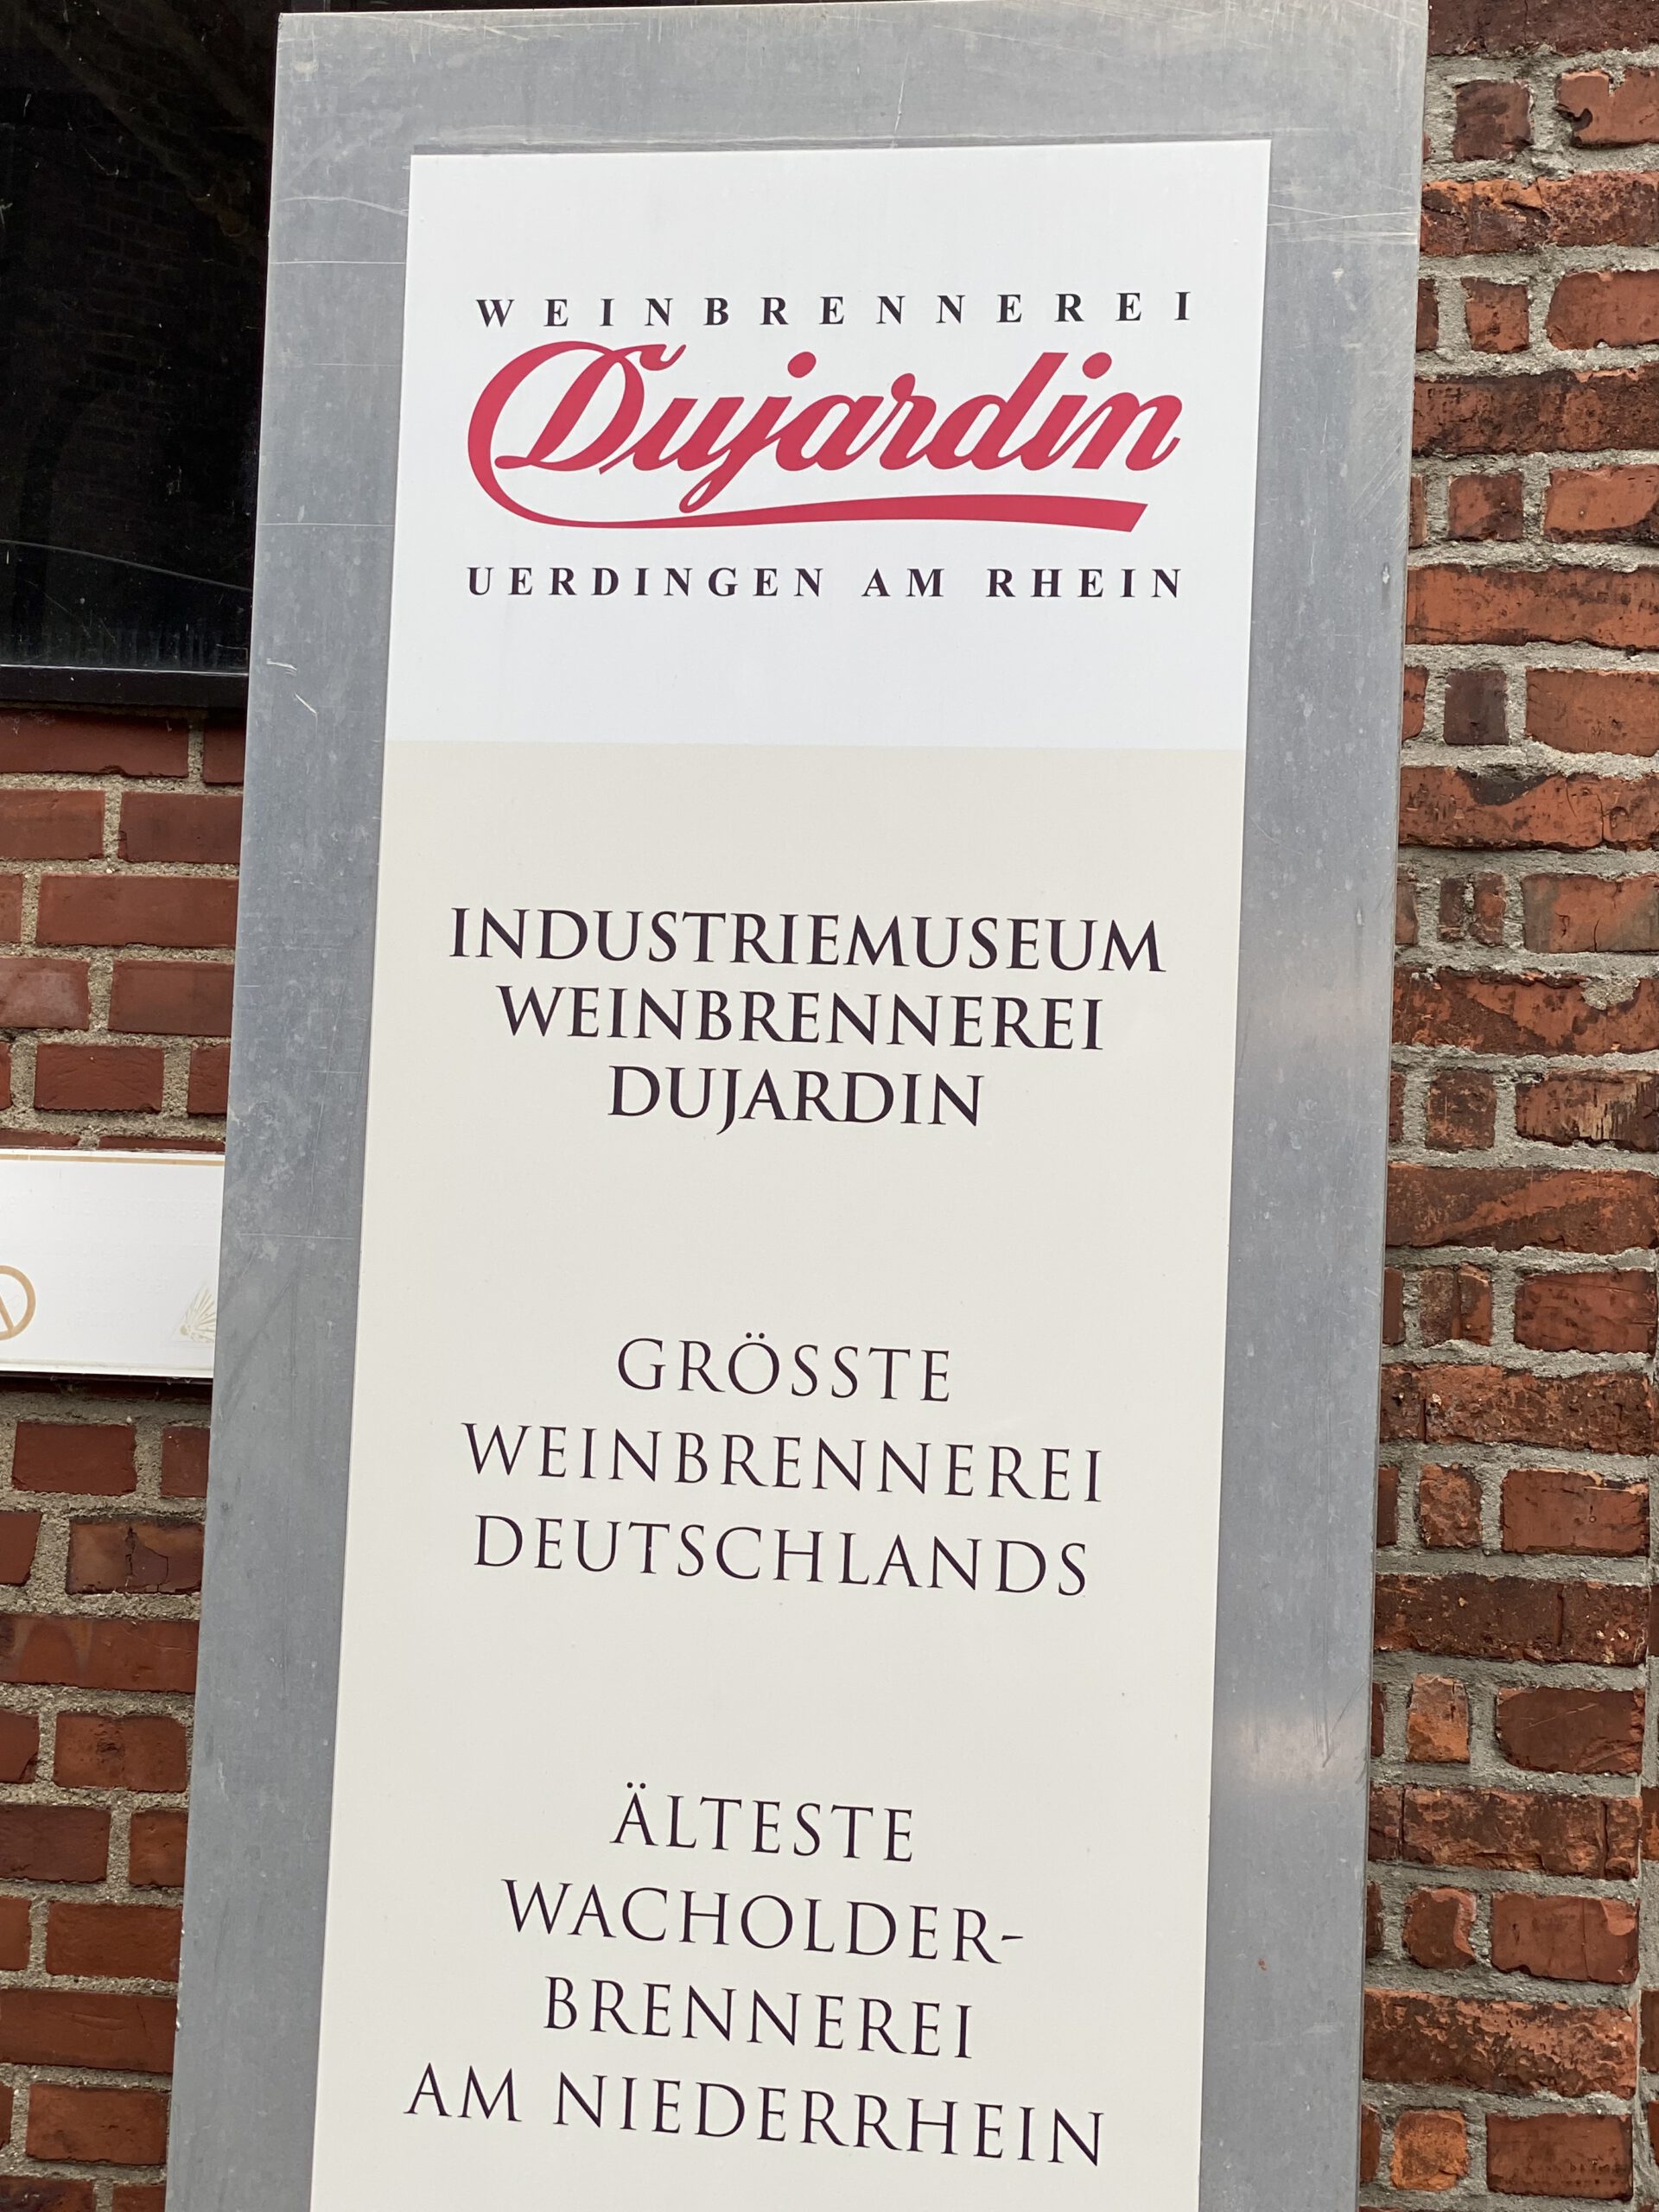 WEINBRENNEREI
Dujardin
UERDINGEN AM RHEIN
INDUSTRIEMUSEUM
WEINBRENNEREI
DUJARDIN
GRÖSSTE
WEINBRENNEREI
DEUTSCHLANDS
ÄLTESTE
WACHOLDER-
BRENNEREI
AM NIEDERRHEIN